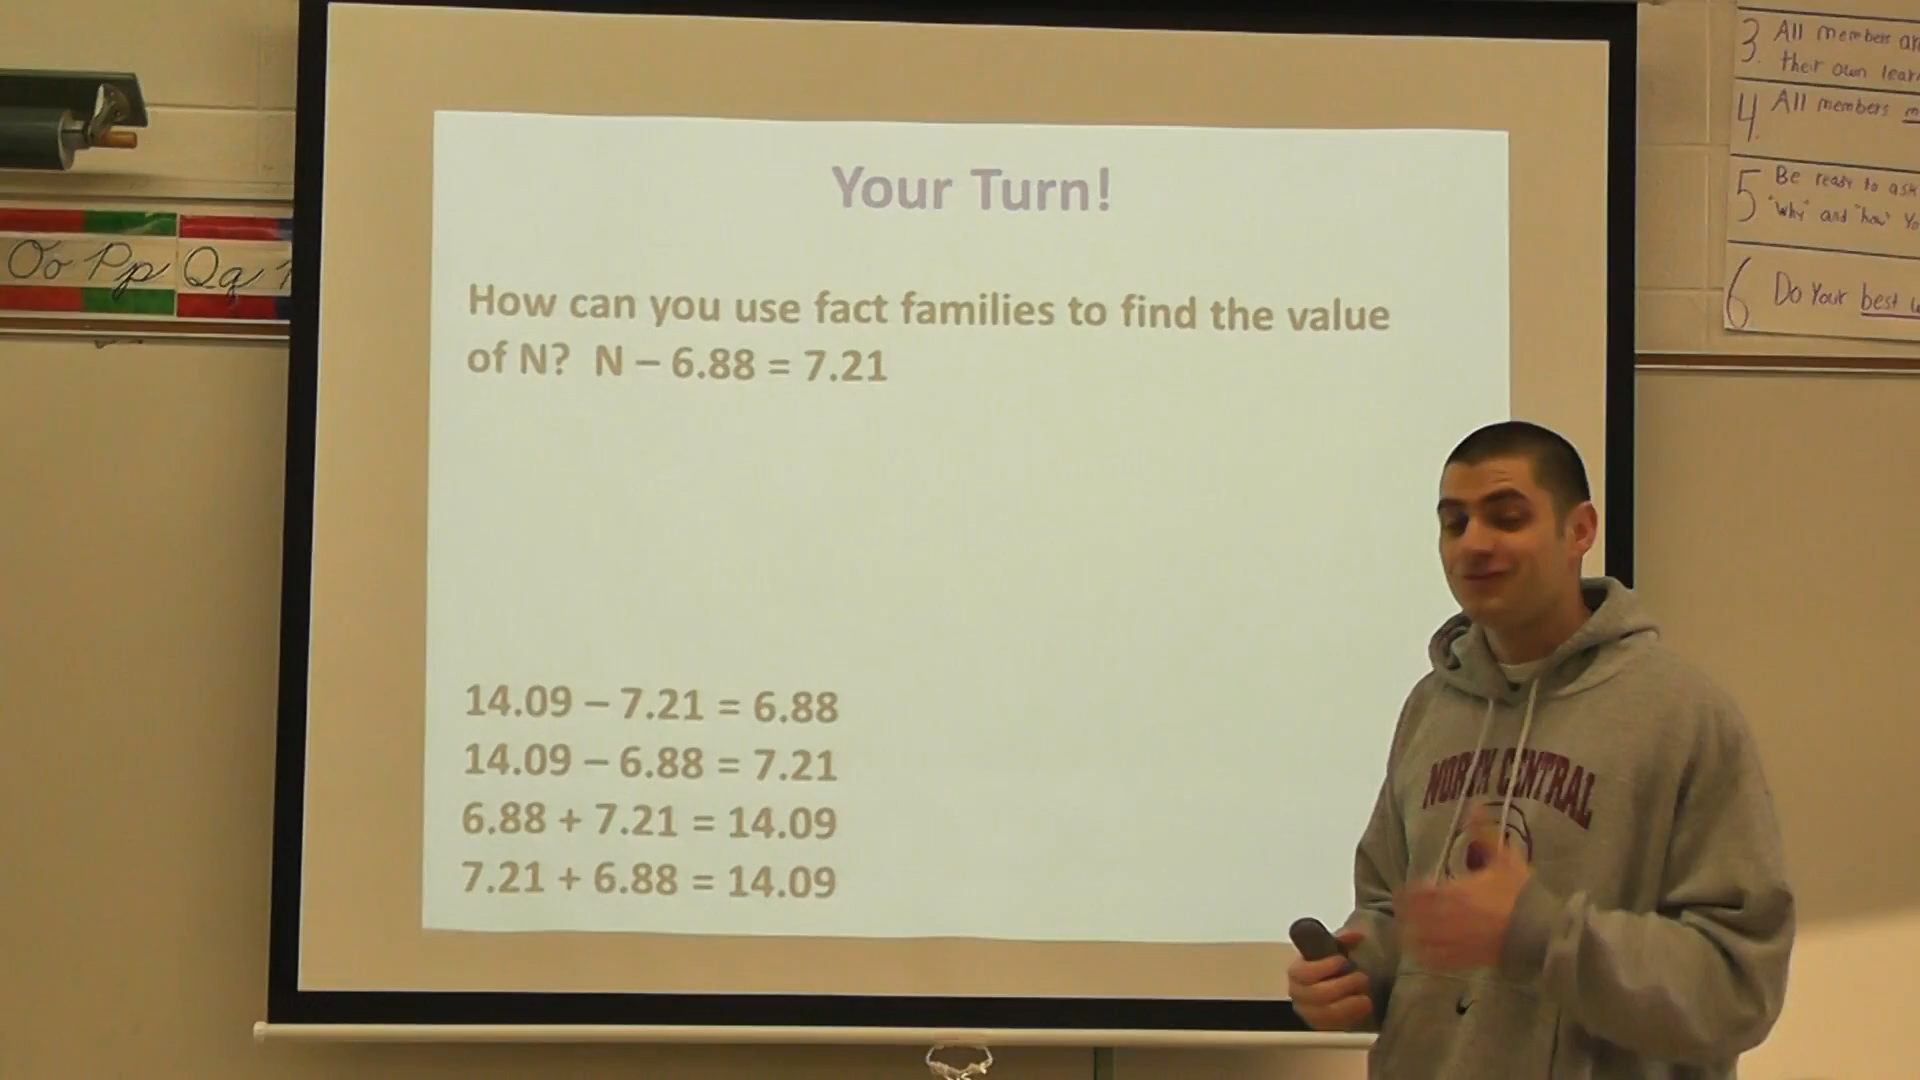 Your Turn!
How can you use fact families to find the value
of N? N – 6.88 = 7.21
14.09 – 7.21 = 6.88
14.09 – 6.88 = 7.21
6.88 + 7.21 = 14.09
7.21 + 6.88 = 14.09
Oo Pp Qq
3. All members
their own
4. All members
5 Be ready to ask
"why" and "how"
6 Do Your best
NORTH CENTRAL